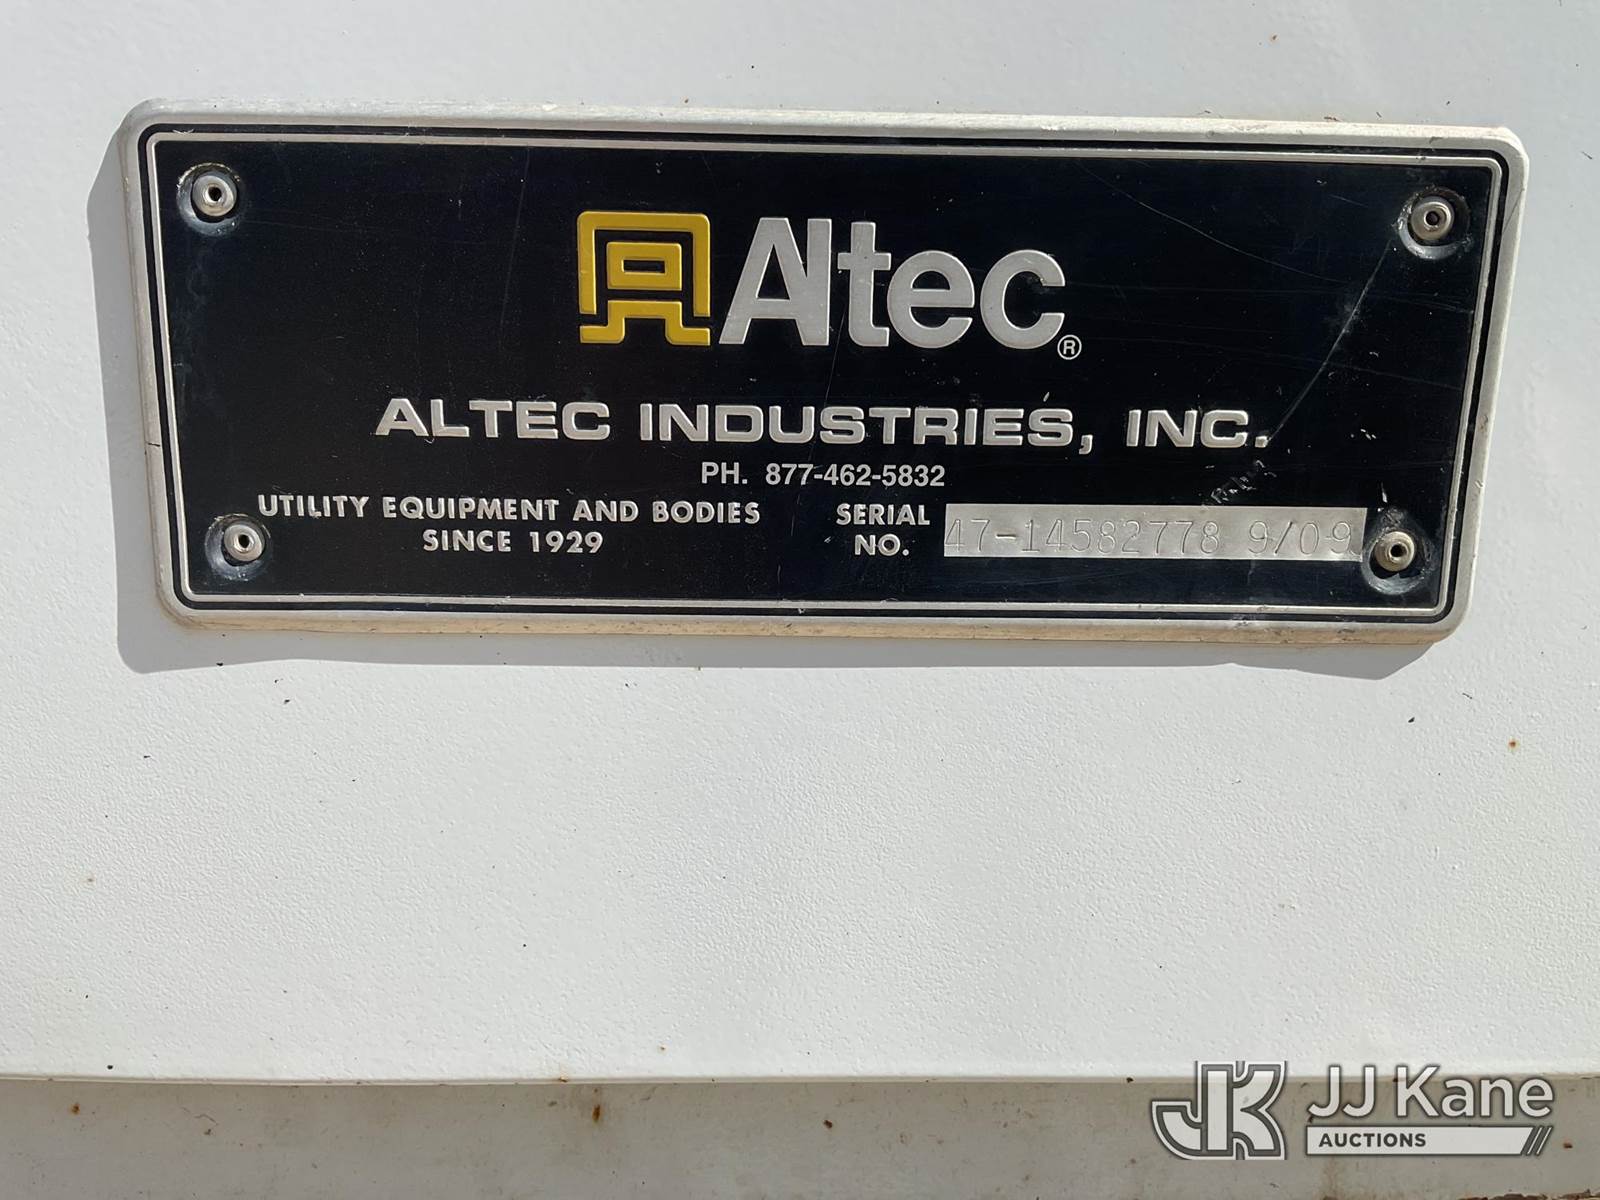 Altec®
ALTEC INDUSTRIES, INC.
PH. 877-462-5832
UTILITY EQUIPMENT AND BODIES
SINCE 1929
SERIAL
NO.
47-14582778 9/09
JK JJ Kane
AUCTIONS